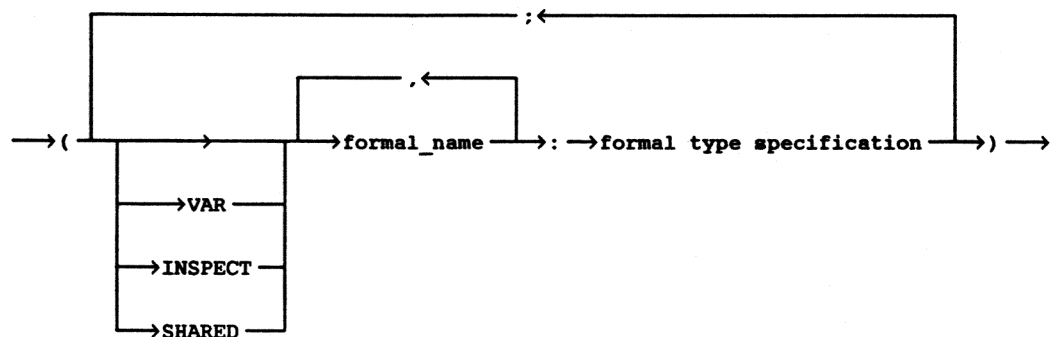 ;
,
( formal_name : formal type specification )
VAR
INSPECT
SHARED